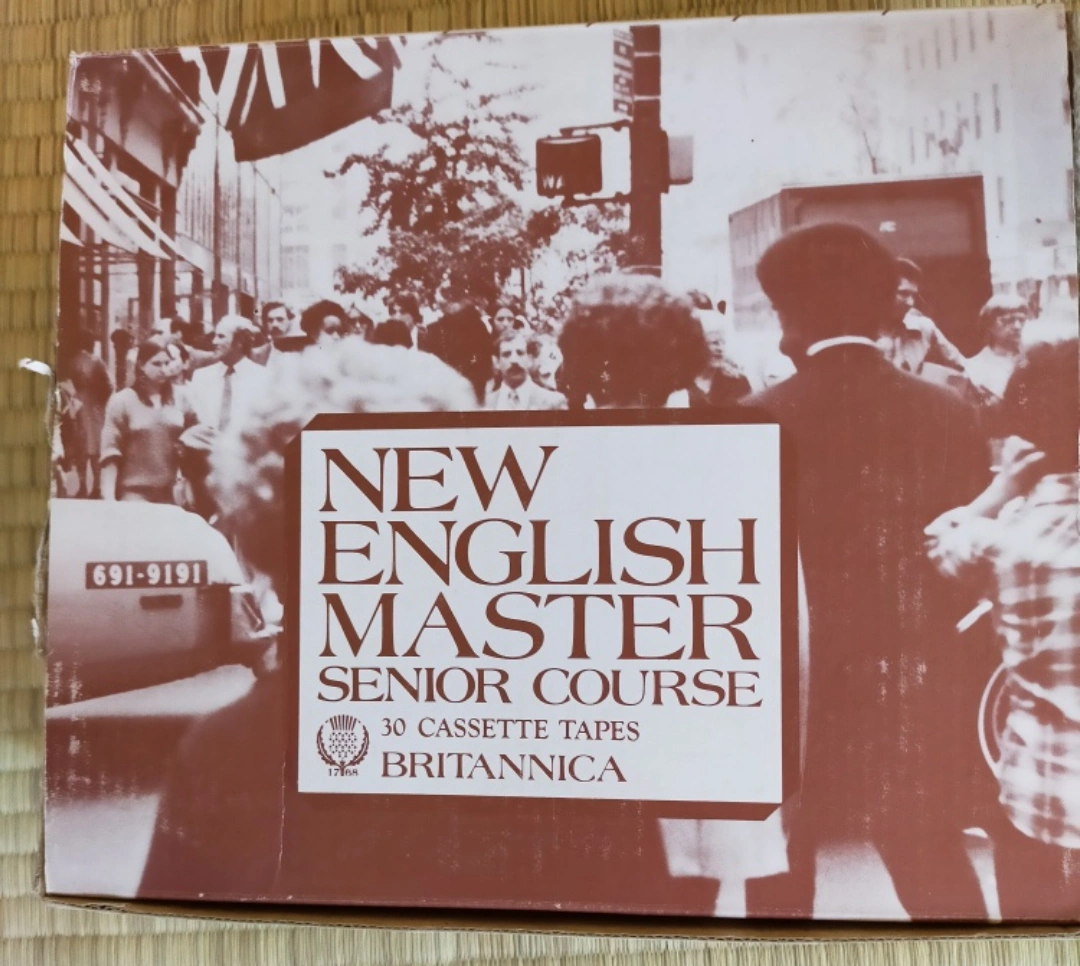 691-9191
NEW
ENGLISH
MASTER
SENIOR COURSE
30 CASSETTE TAPES
1768
BRITANNICA